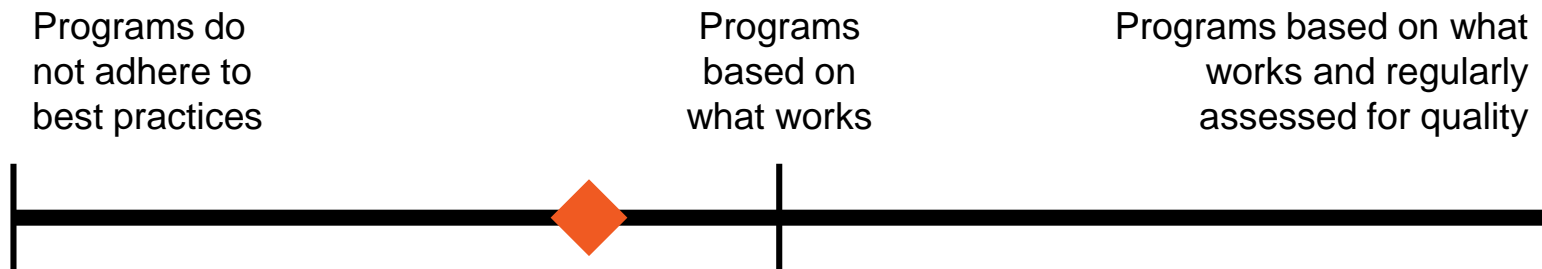 Programs do
not adhere to
best practices
Programs
based on
what works
Programs based on what
works and regularly
assessed for quality